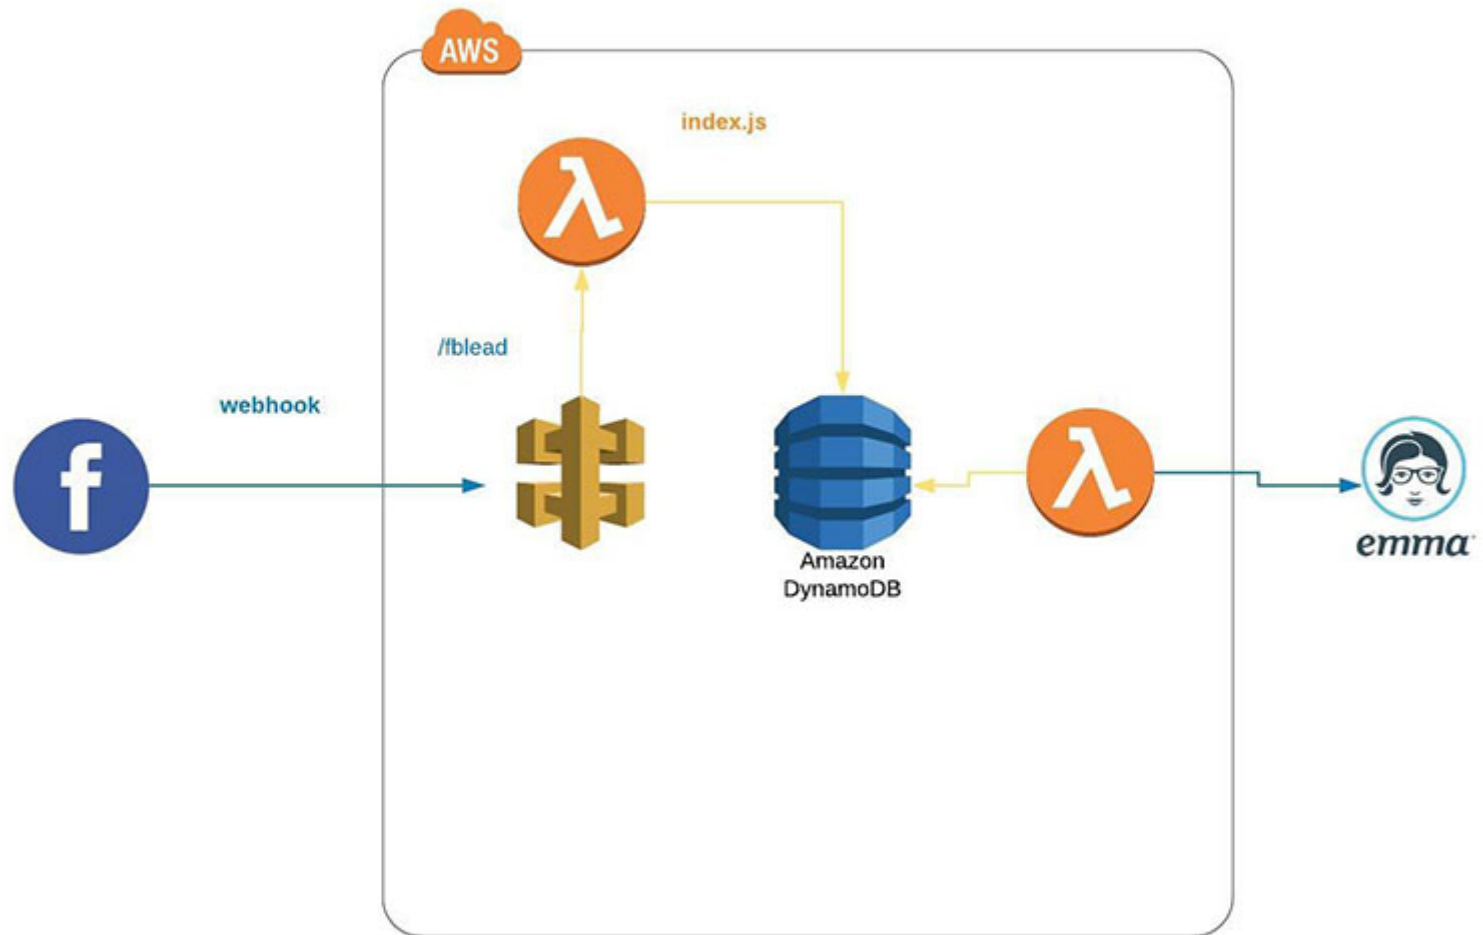 AWS
index.js
/fblead
webhook
f
λ
λ
Amazon
DynamoDB
emma